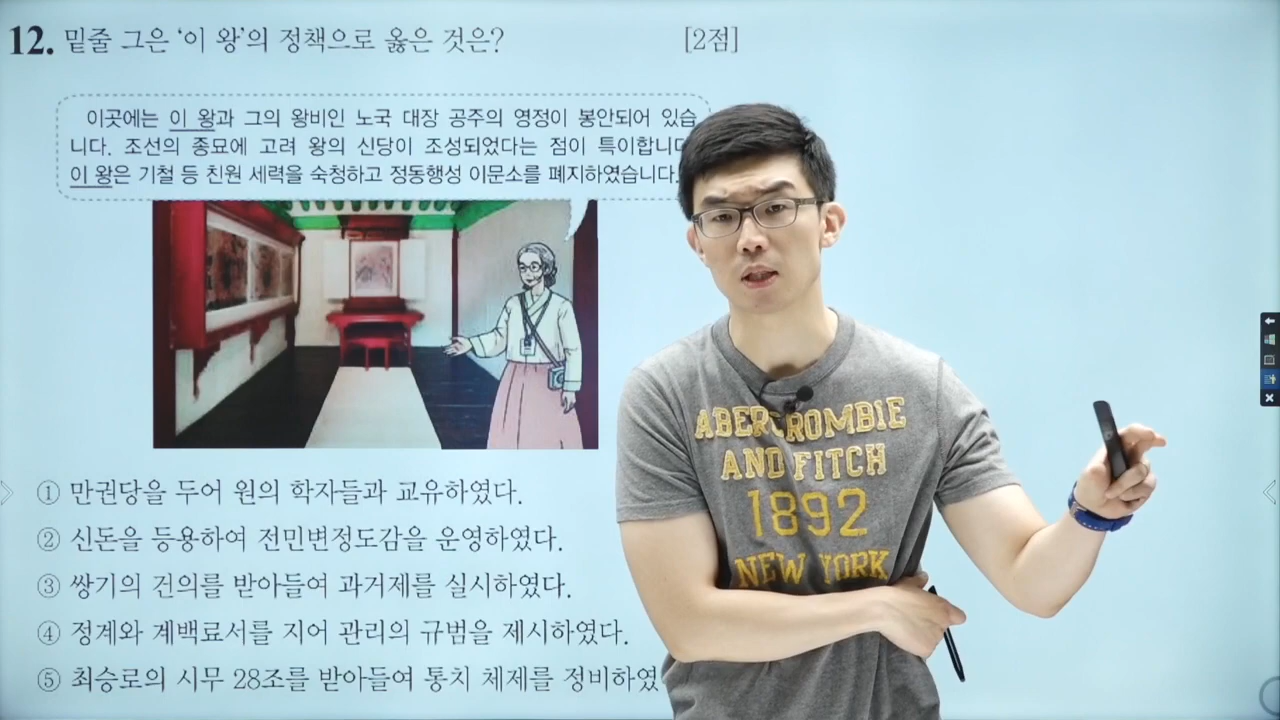 12. 밑줄 그은 ‘이 왕’의 정책으로 옳은 것은? [2점]
이곳에는 이 왕과 그의 왕비인 노국 대장 공주의 영정이 봉안되어 있습
니다. 조선의 종묘에 고려 왕의 신당이 조성되었다는 점이 특이합니다
이 왕은 기철 등 친원 세력을 숙청하고 정동행성 이문소를 폐지하였습니다.
① 만권당을 두어 원의 학자들과 교유하였다.
② 신돈을 등용하여 전민변정도감을 운영하였다.
③ 쌍기의 건의를 받아들여 과거제를 실시하였다.
④ 정계와 계백료서를 지어 관리의 규범을 제시하였다.
⑤ 최승로의 시무 28조를 받아들여 통치 체제를 정비하였
ABERCROMBIE
AND FITCH
1892
NEW YORK